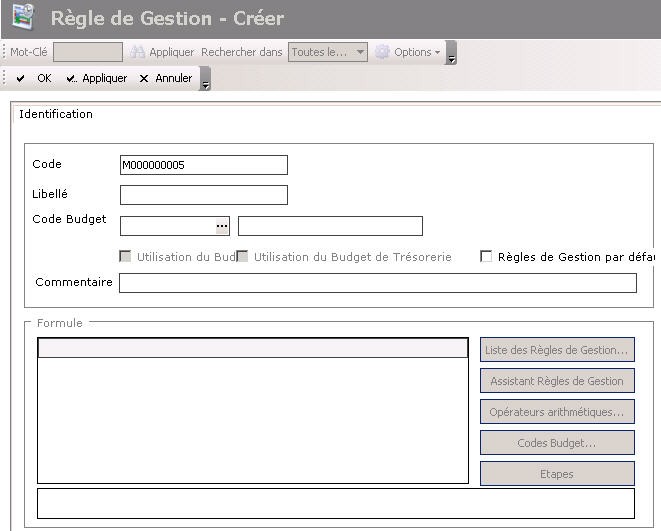 Règle de Gestion - Créer
Mot-Clé Appliquer Rechercher dans Toutes le... Options
OK Appliquer Annuler
Identification
Code M000000005
Libellé
Code Budget ...
Utilisation du Bud Utilisation du Budget de Trésorerie Règles de Gestion par défau
Commentaire
Formule
Liste des Règles de Gestion...
Assistant Règles de Gestion
Opérateurs arithmétiques...
Codes Budget...
Etapes